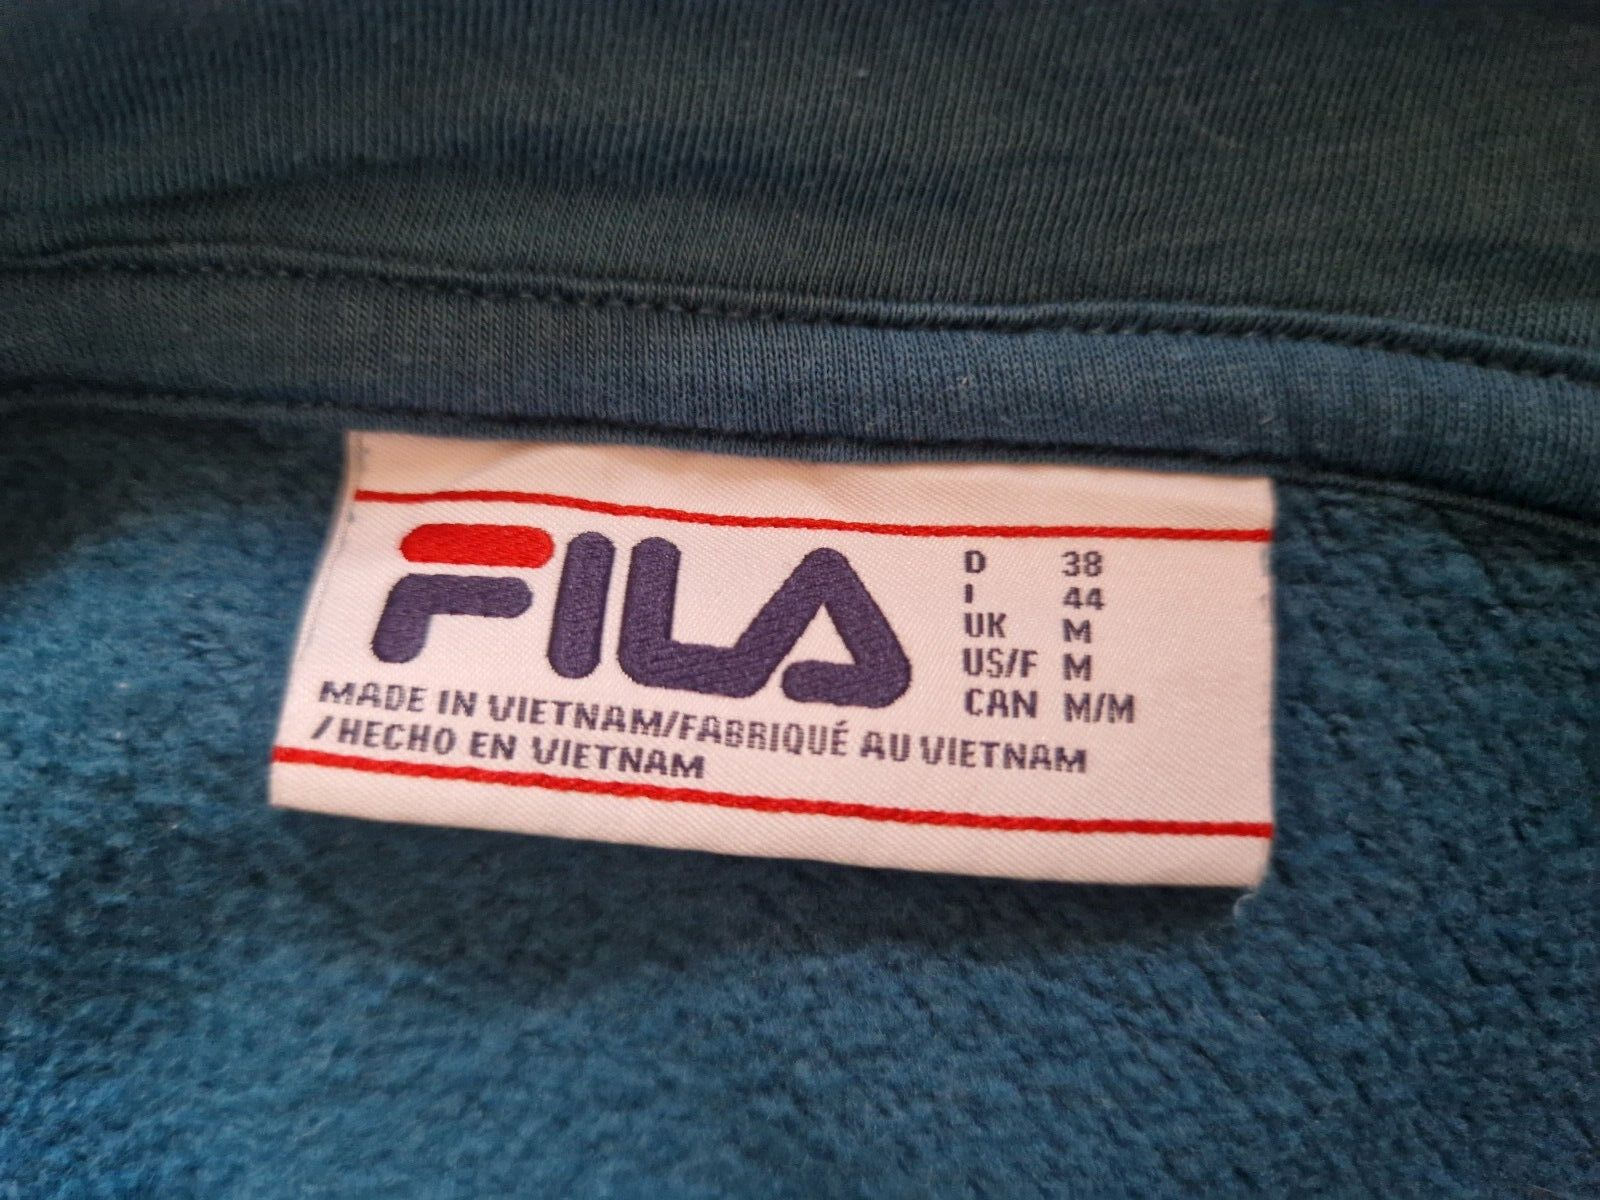 FILA
D 38
I 44
UK M
US/F M
CAN M/M
MADE IN VIETNAM/FABRIQUÉ AU VIETNAM
/HECHO EN VIETNAM